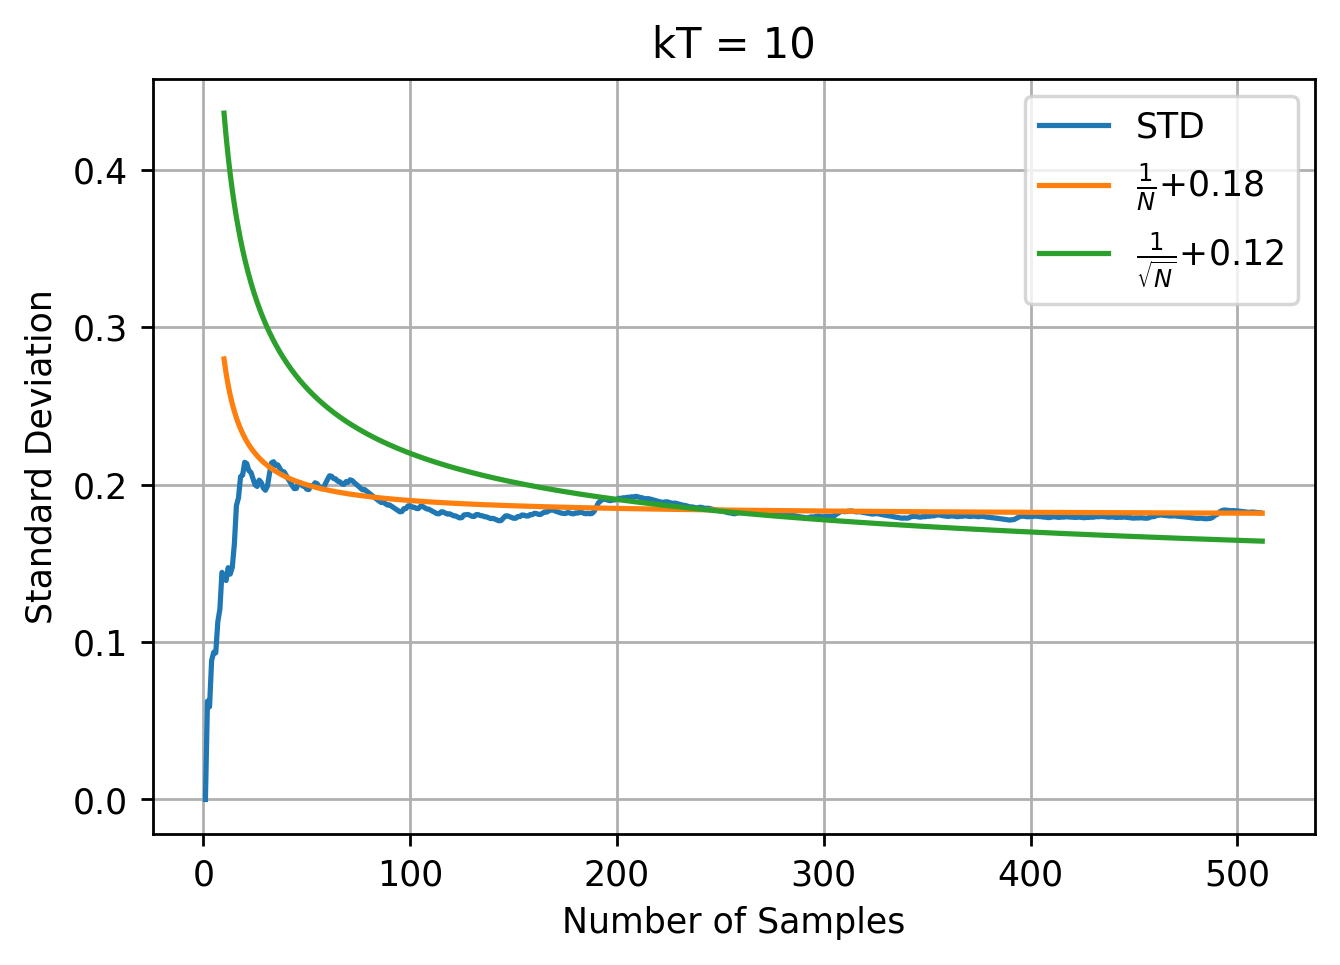 kT = 10
STD
1/N+0.18
1/√N+0.12
Standard Deviation
0.4
0.3
0.2
0.1
0.0
0 100 200 300 400 500
Number of Samples